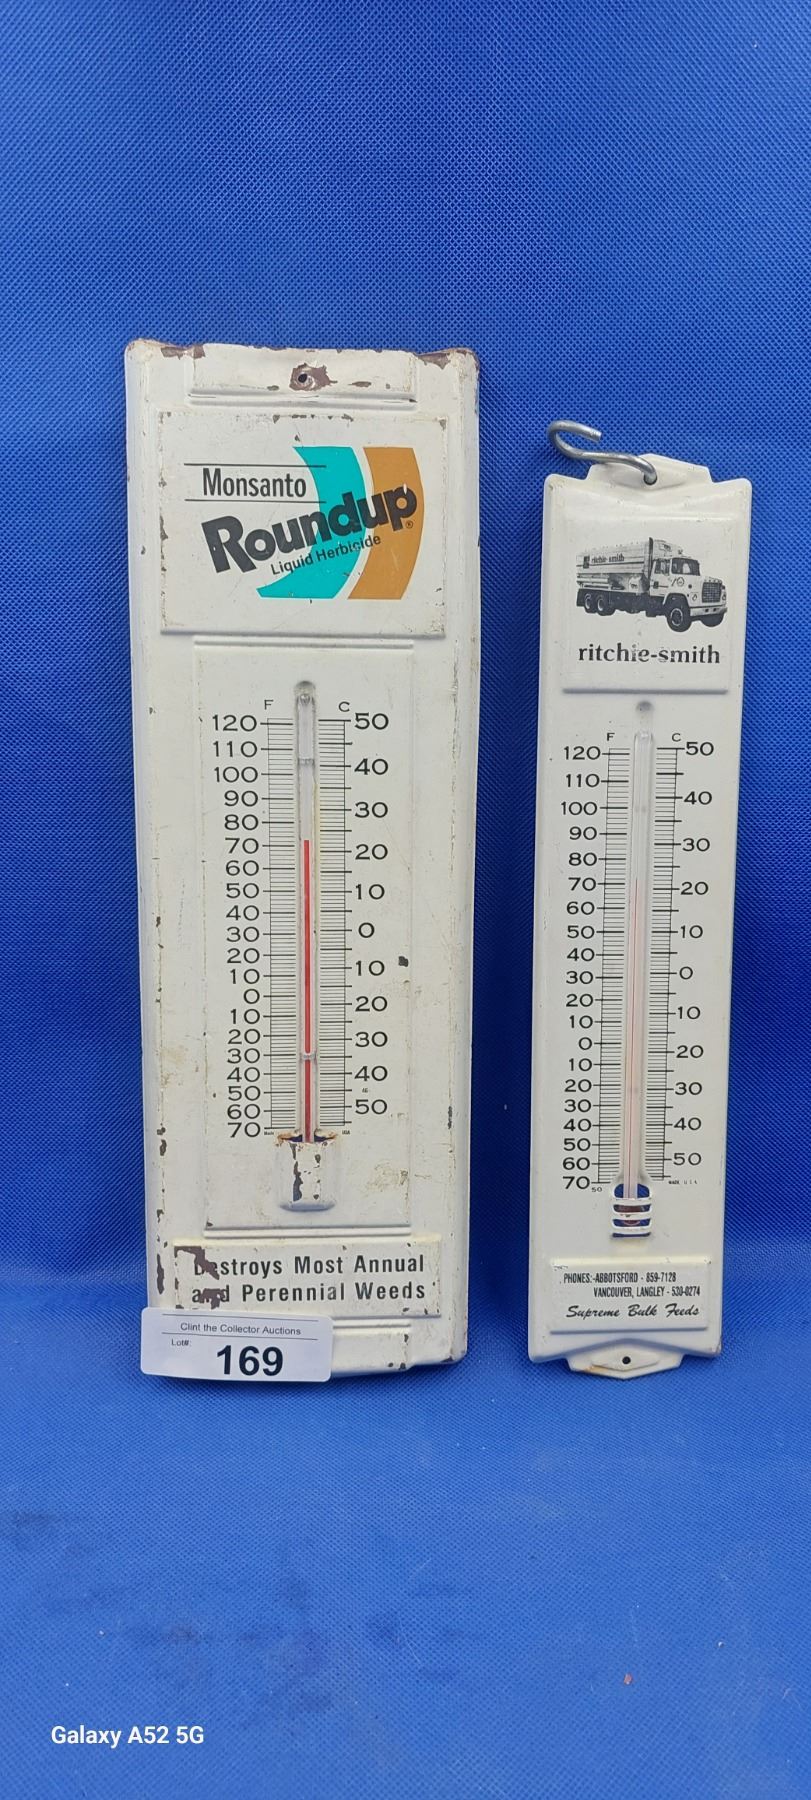 Monsanto
Roundup®
Liquid Herbicide
F C
120 50
110
100 40
90 30
80
70 20
60
50 10
40 0
30
20 10
10
0 20
10
20 30
30
40 40
50
60 50
70
Destroys Most Annual
and Perennial Weeds
Clint the Collector Auctions
Lot#:
169
ritchie-smith
ritchie-smith
F C
120 50
110
100 40
90 30
80
70 20
60
50 10
40
30 0
20
10 10
0 20
10
20 30
30
40 40
50
60 50
70
50 MADE U.S.A.
PHONES:-ABBOTSFORD - 859-7128
VANCOUVER, LANGLEY - 530-0274
Supreme Bulk Feeds
Galaxy A52 5G